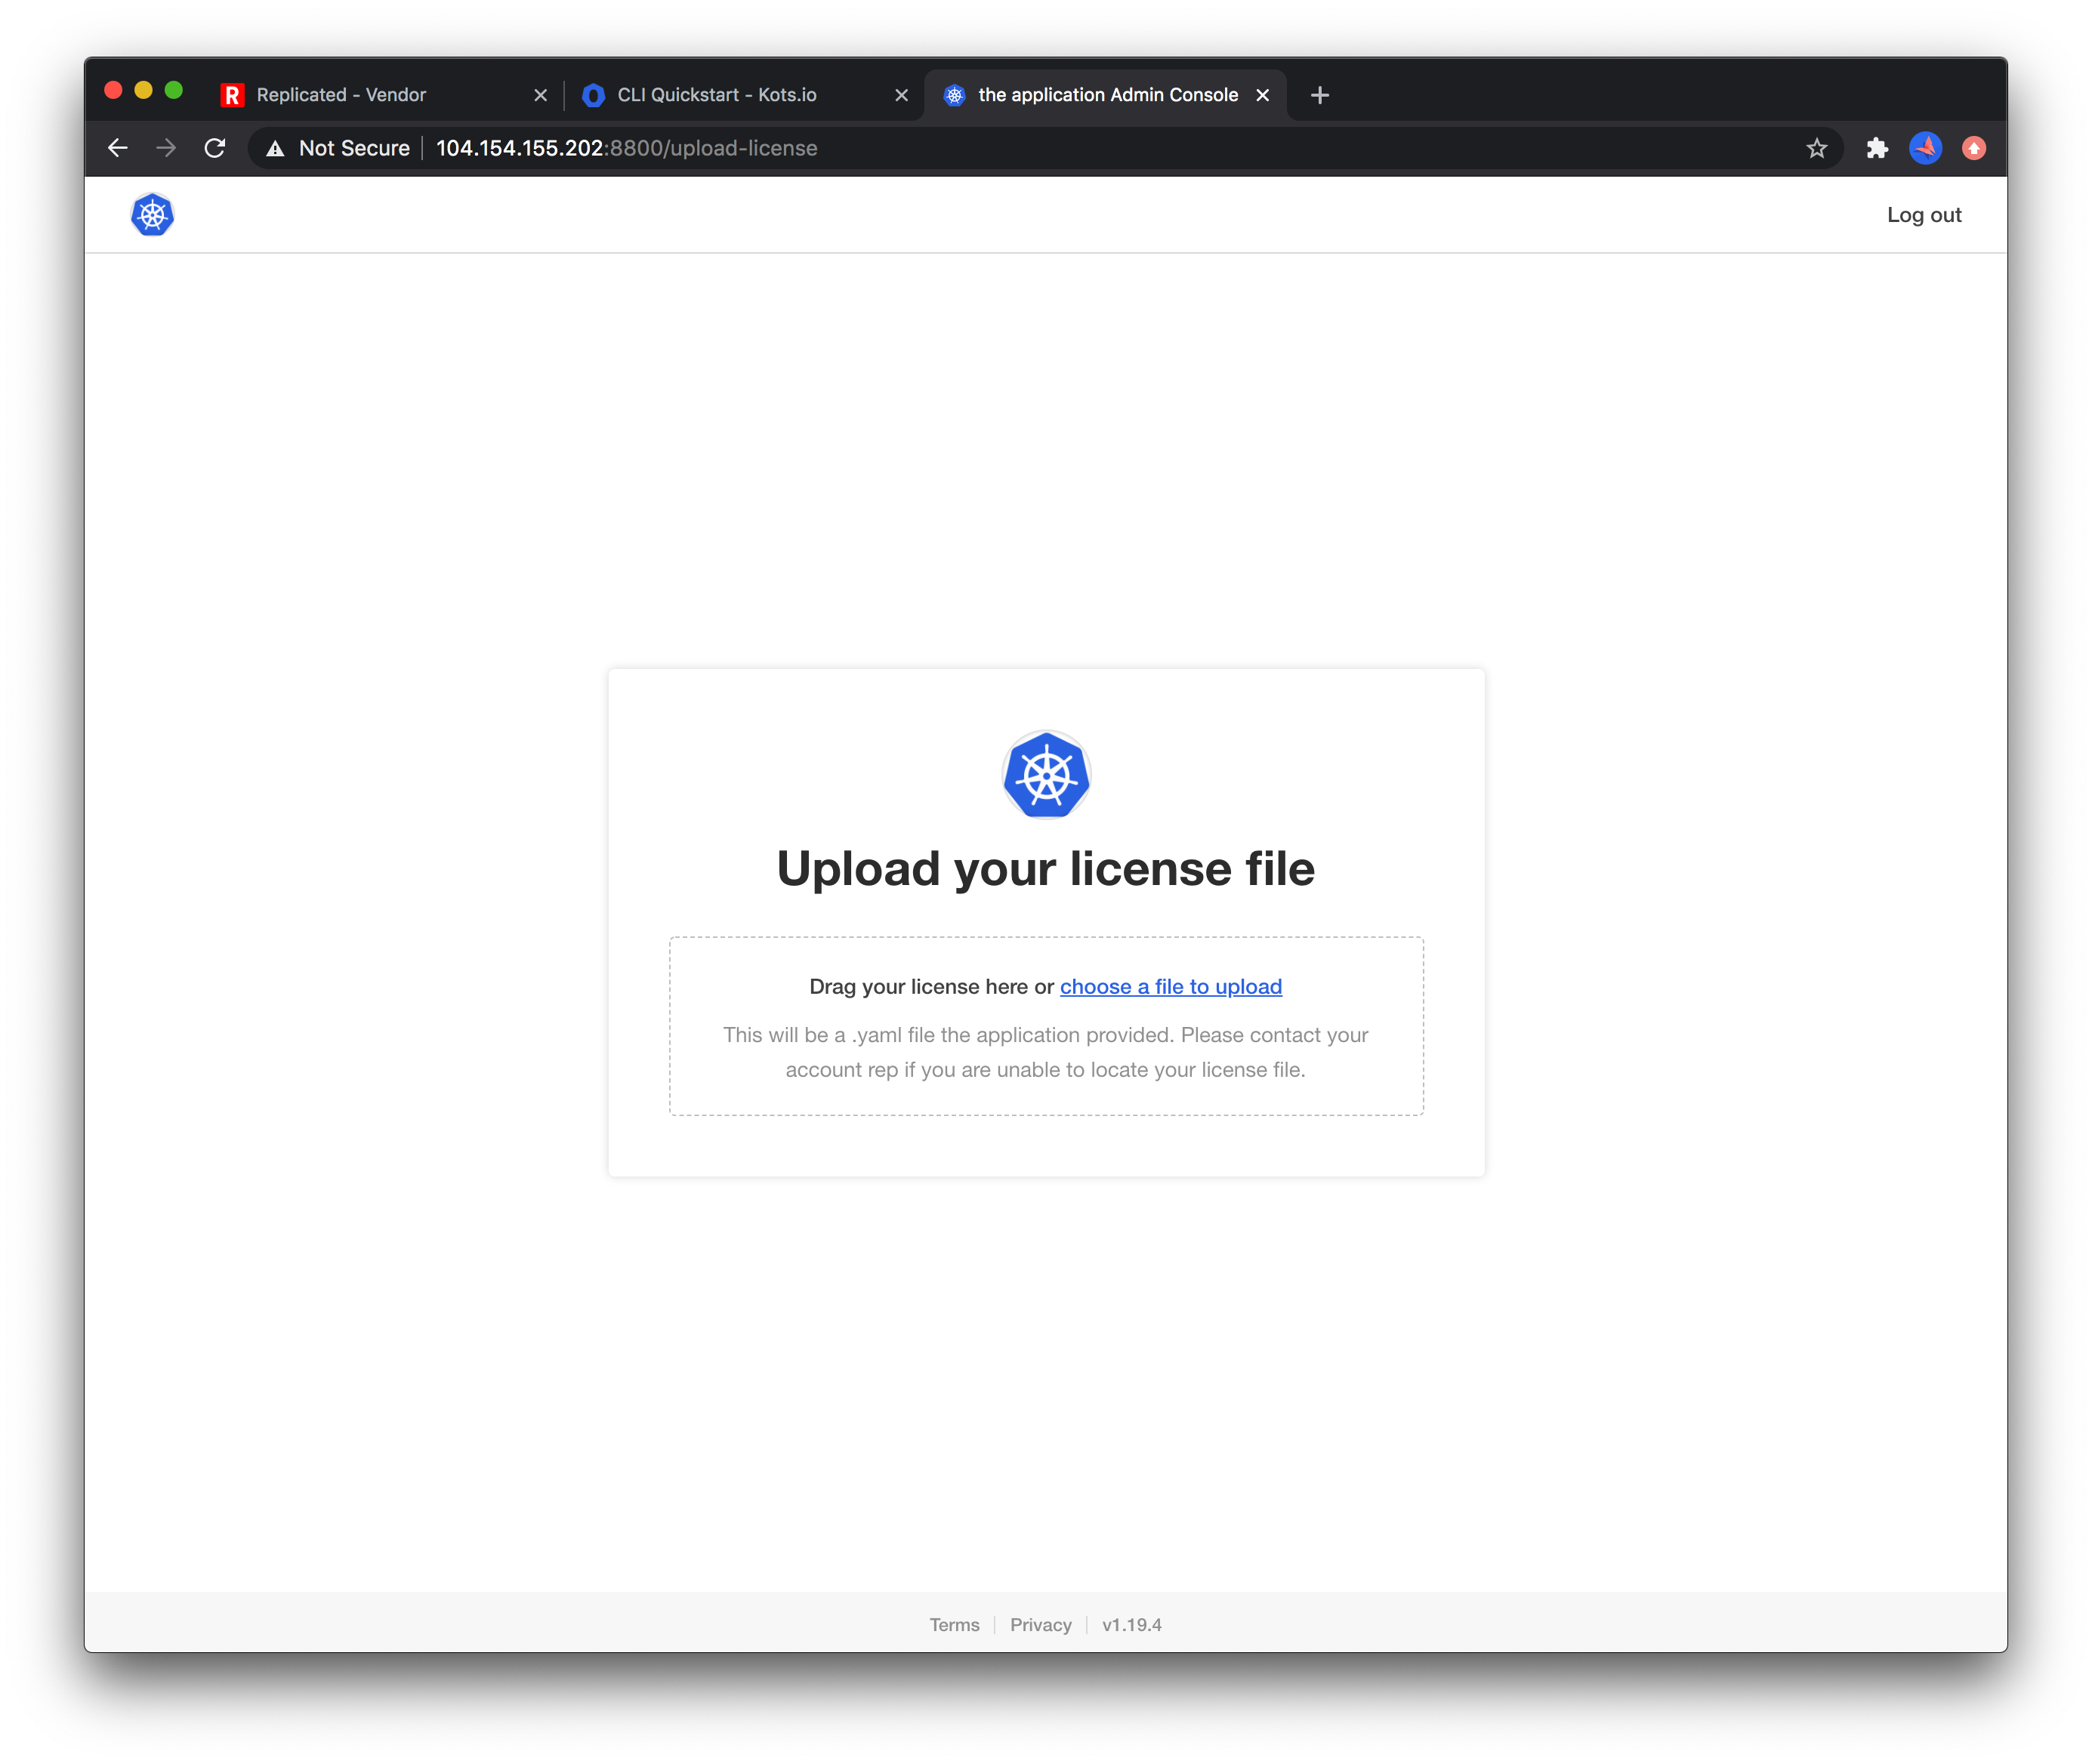 Replicated - Vendor
CLI Quickstart - Kots.io
the application Admin Console
Not Secure
104.154.155.202:8800/upload-license
Log out
Upload your license file
Drag your license here or choose a file to upload
This will be a .yaml file the application provided. Please contact your
account rep if you are unable to locate your license file.
Terms
Privacy
v1.19.4